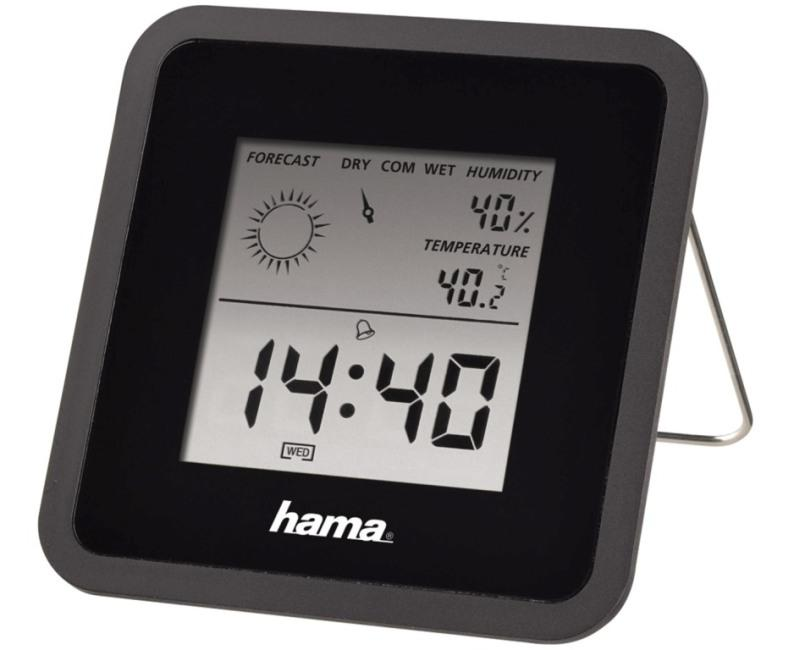 FORECAST DRY COM WET HUMIDITY
40%
TEMPERATURE
40.2 °C
14:40
WED
hama®